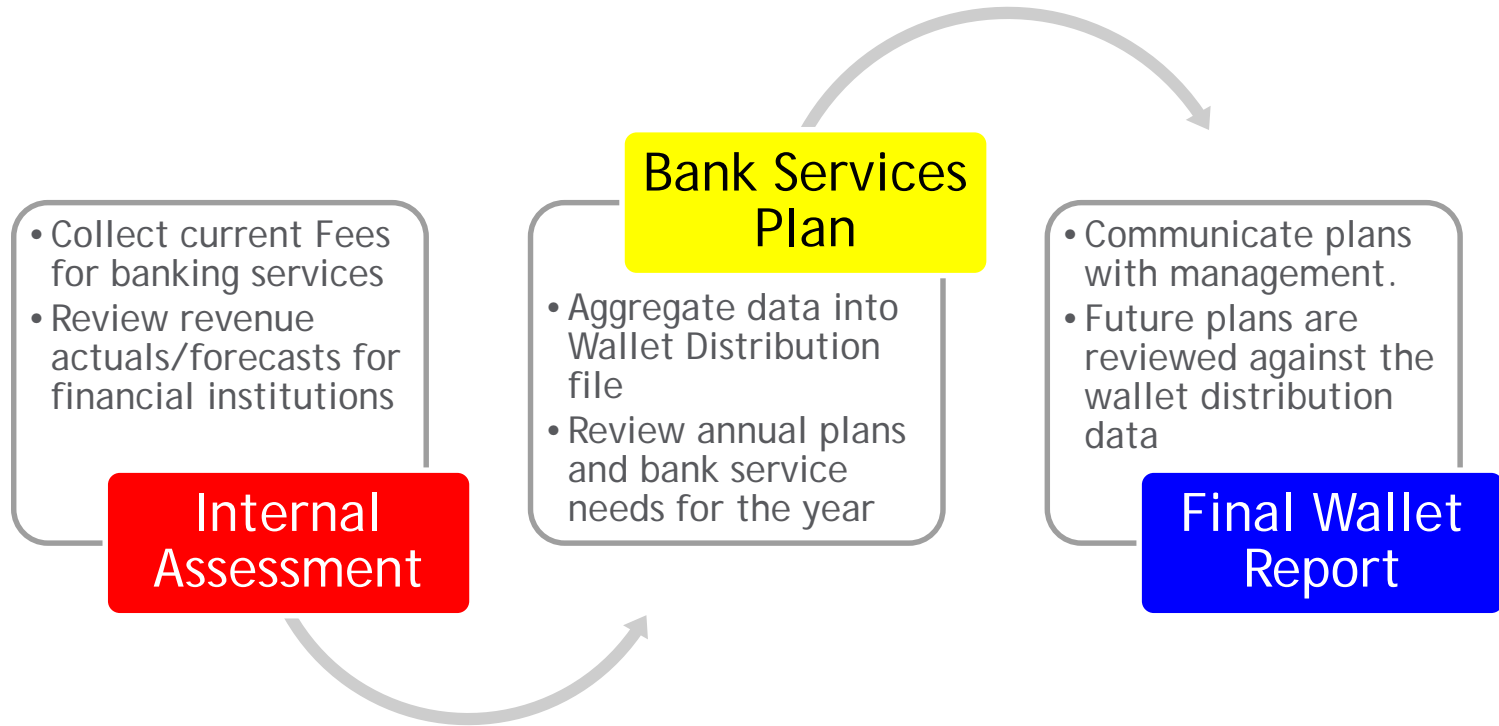 • Collect current Fees
for banking services
• Review revenue
actuals/forecasts for
financial institutions
Internal
Assessment
Bank Services
Plan
• Aggregate data into
Wallet Distribution
file
• Review annual plans
and bank service
needs for the year
• Communicate plans
with management.
• Future plans are
reviewed against the
wallet distribution
data
Final Wallet
Report